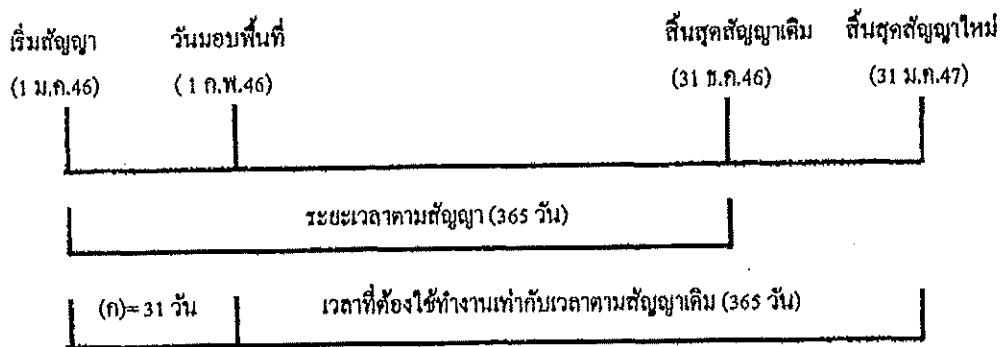 เริ่มสัญญา วันมอบพื้นที่ สิ้นสุดสัญญาเดิม สิ้นสุดสัญญาใหม่
(1 ม.ค.46) (1 ก.พ.46) (31 ธ.ค.46) (31 ม.ค.47)
ระยะเวลาตามสัญญา (365 วัน)
(ก)= 31 วัน เวลาที่ต้องใช้ทำงานเท่ากับเวลาตามสัญญาเดิม (365 วัน)